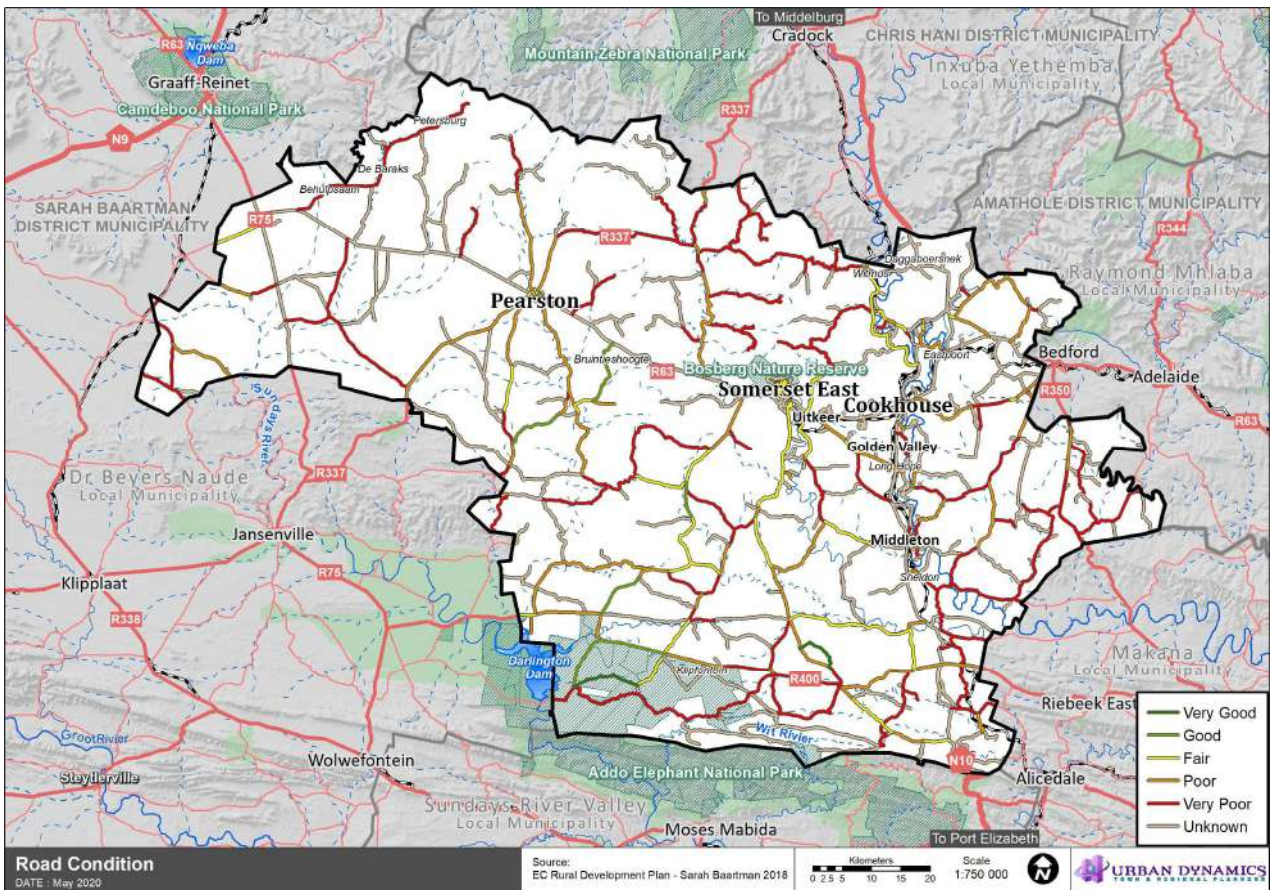 To Middelburg
Cradock
CHRIS HANI DISTRICT MUNICIPALITY
R63
Nqweba
Dam
Graaff-Reinet
Mountain Zebra National Park
Inxuba Yethemba
Local Municipality
Camdeboo National Park
R337
N9
Petersburg
De Baraks
Behulpsaam
SARAH BAARTMAN
DISTRICT MUNICIPALITY
R75
AMATHOLE DISTRICT MUNICIPALITY
R344
R337
Daggaboersnek
Witmos
Raymond Mhlaba
Local Municipality
Pearston
Bruintieshoogte
Eastpoort
Bedford
R63
Bosberg Nature Reserve
Adelaide
Somerset East
R350
Sundays River
Cookhouse
Uitkeer
R63
Golden Valley
Long Hope
R337
Dr Beyers Naude
Local Municipality
Jansenville
Middleton
Sheldon
R75
Klipplaat
R338
Makana
Local Municipality
Darlington
Dam
Klipfontein
R400
Riebeek East
Wit Rivier
GrootRivier
Wolwefontein
N10
Steytlerville
Addo Elephant National Park
Alicedale
Sundays River Valley
Local Municipality
Moses Mabida
To Port Elizabeth
Very Good
Good
Fair
Poor
Very Poor
Unknown
Road Condition
DATE : May 2020
Source:
EC Rural Development Plan - Sarah Baartman 2018
Kilometers
0 2.5 5 10 15 20
Scale
1:750 000
N
URBAN DYNAMICS
TOWN & REGIONAL PLANNERS